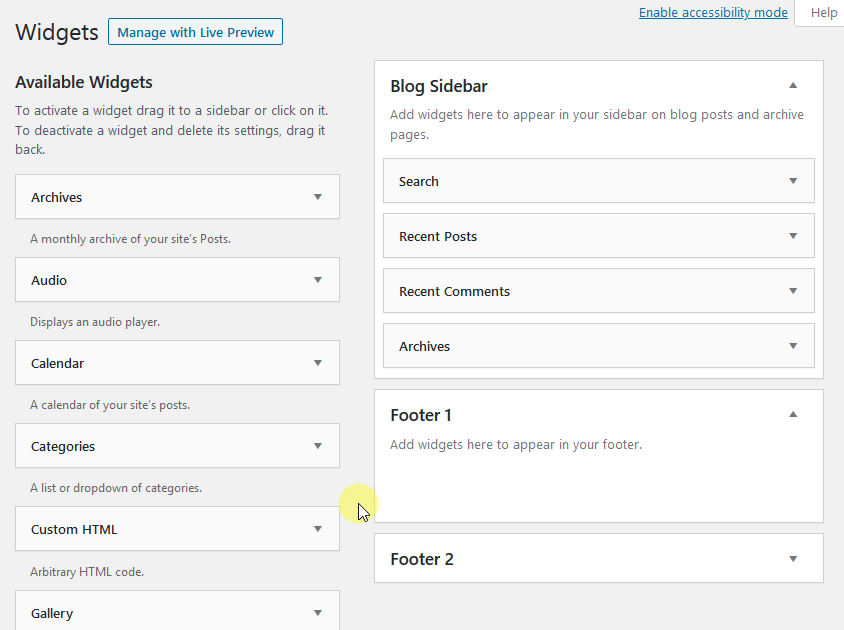 Enable accessibility mode
Help
Widgets
Manage with Live Preview
Available Widgets
To activate a widget drag it to a sidebar or click on it.
To deactivate a widget and delete its settings, drag it
back.
Archives
A monthly archive of your site’s Posts.
Audio
Displays an audio player.
Calendar
A calendar of your site’s posts.
Categories
A list or dropdown of categories.
Custom HTML
Arbitrary HTML code.
Gallery
Blog Sidebar
Add widgets here to appear in your sidebar on blog posts and archive
pages.
Search
Recent Posts
Recent Comments
Archives
Footer 1
Add widgets here to appear in your footer.
Footer 2